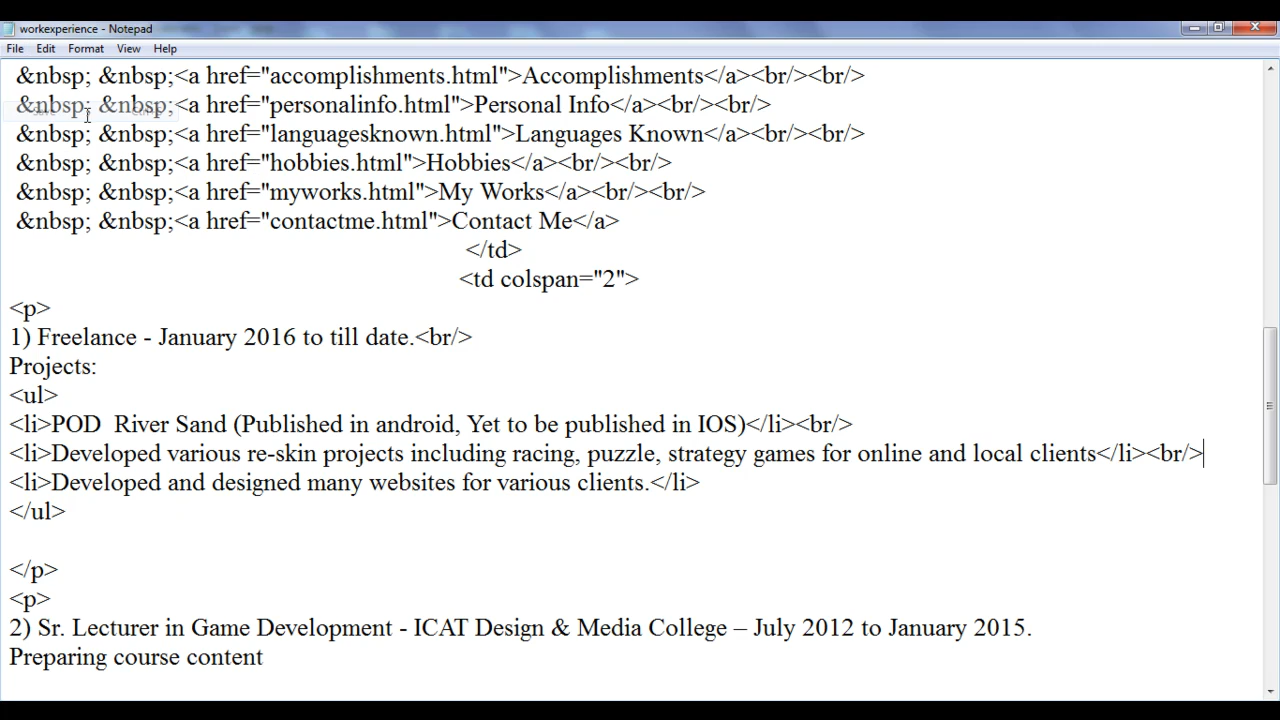 workexperience - Notepad
File Edit Format View Help
&nbsp; &nbsp;<a href="accomplishments.html">Accomplishments</a><br/><br/>
&nbsp; &nbsp;<a href="personalinfo.html">Personal Info</a><br/><br/>
&nbsp; &nbsp;<a href="languagesknown.html">Languages Known</a><br/><br/>
&nbsp; &nbsp;<a href="hobbies.html">Hobbies</a><br/><br/>
&nbsp; &nbsp;<a href="myworks.html">My Works</a><br/><br/>
&nbsp; &nbsp;<a href="contactme.html">Contact Me</a>
</td>
<td colspan="2">
<p>
1) Freelance - January 2016 to till date.<br/>
Projects:
<ul>
<li>POD  River Sand (Published in android, Yet to be published in IOS)</li><br/>
<li>Developed various re-skin projects including racing, puzzle, strategy games for online and local clients</li><br/>
<li>Developed and designed many websites for various clients.</li>
</ul>
</p>
<p>
2) Sr. Lecturer in Game Development - ICAT Design & Media College – July 2012 to January 2015.
Preparing course content